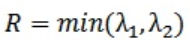 R = min(λ₁, λ₂)